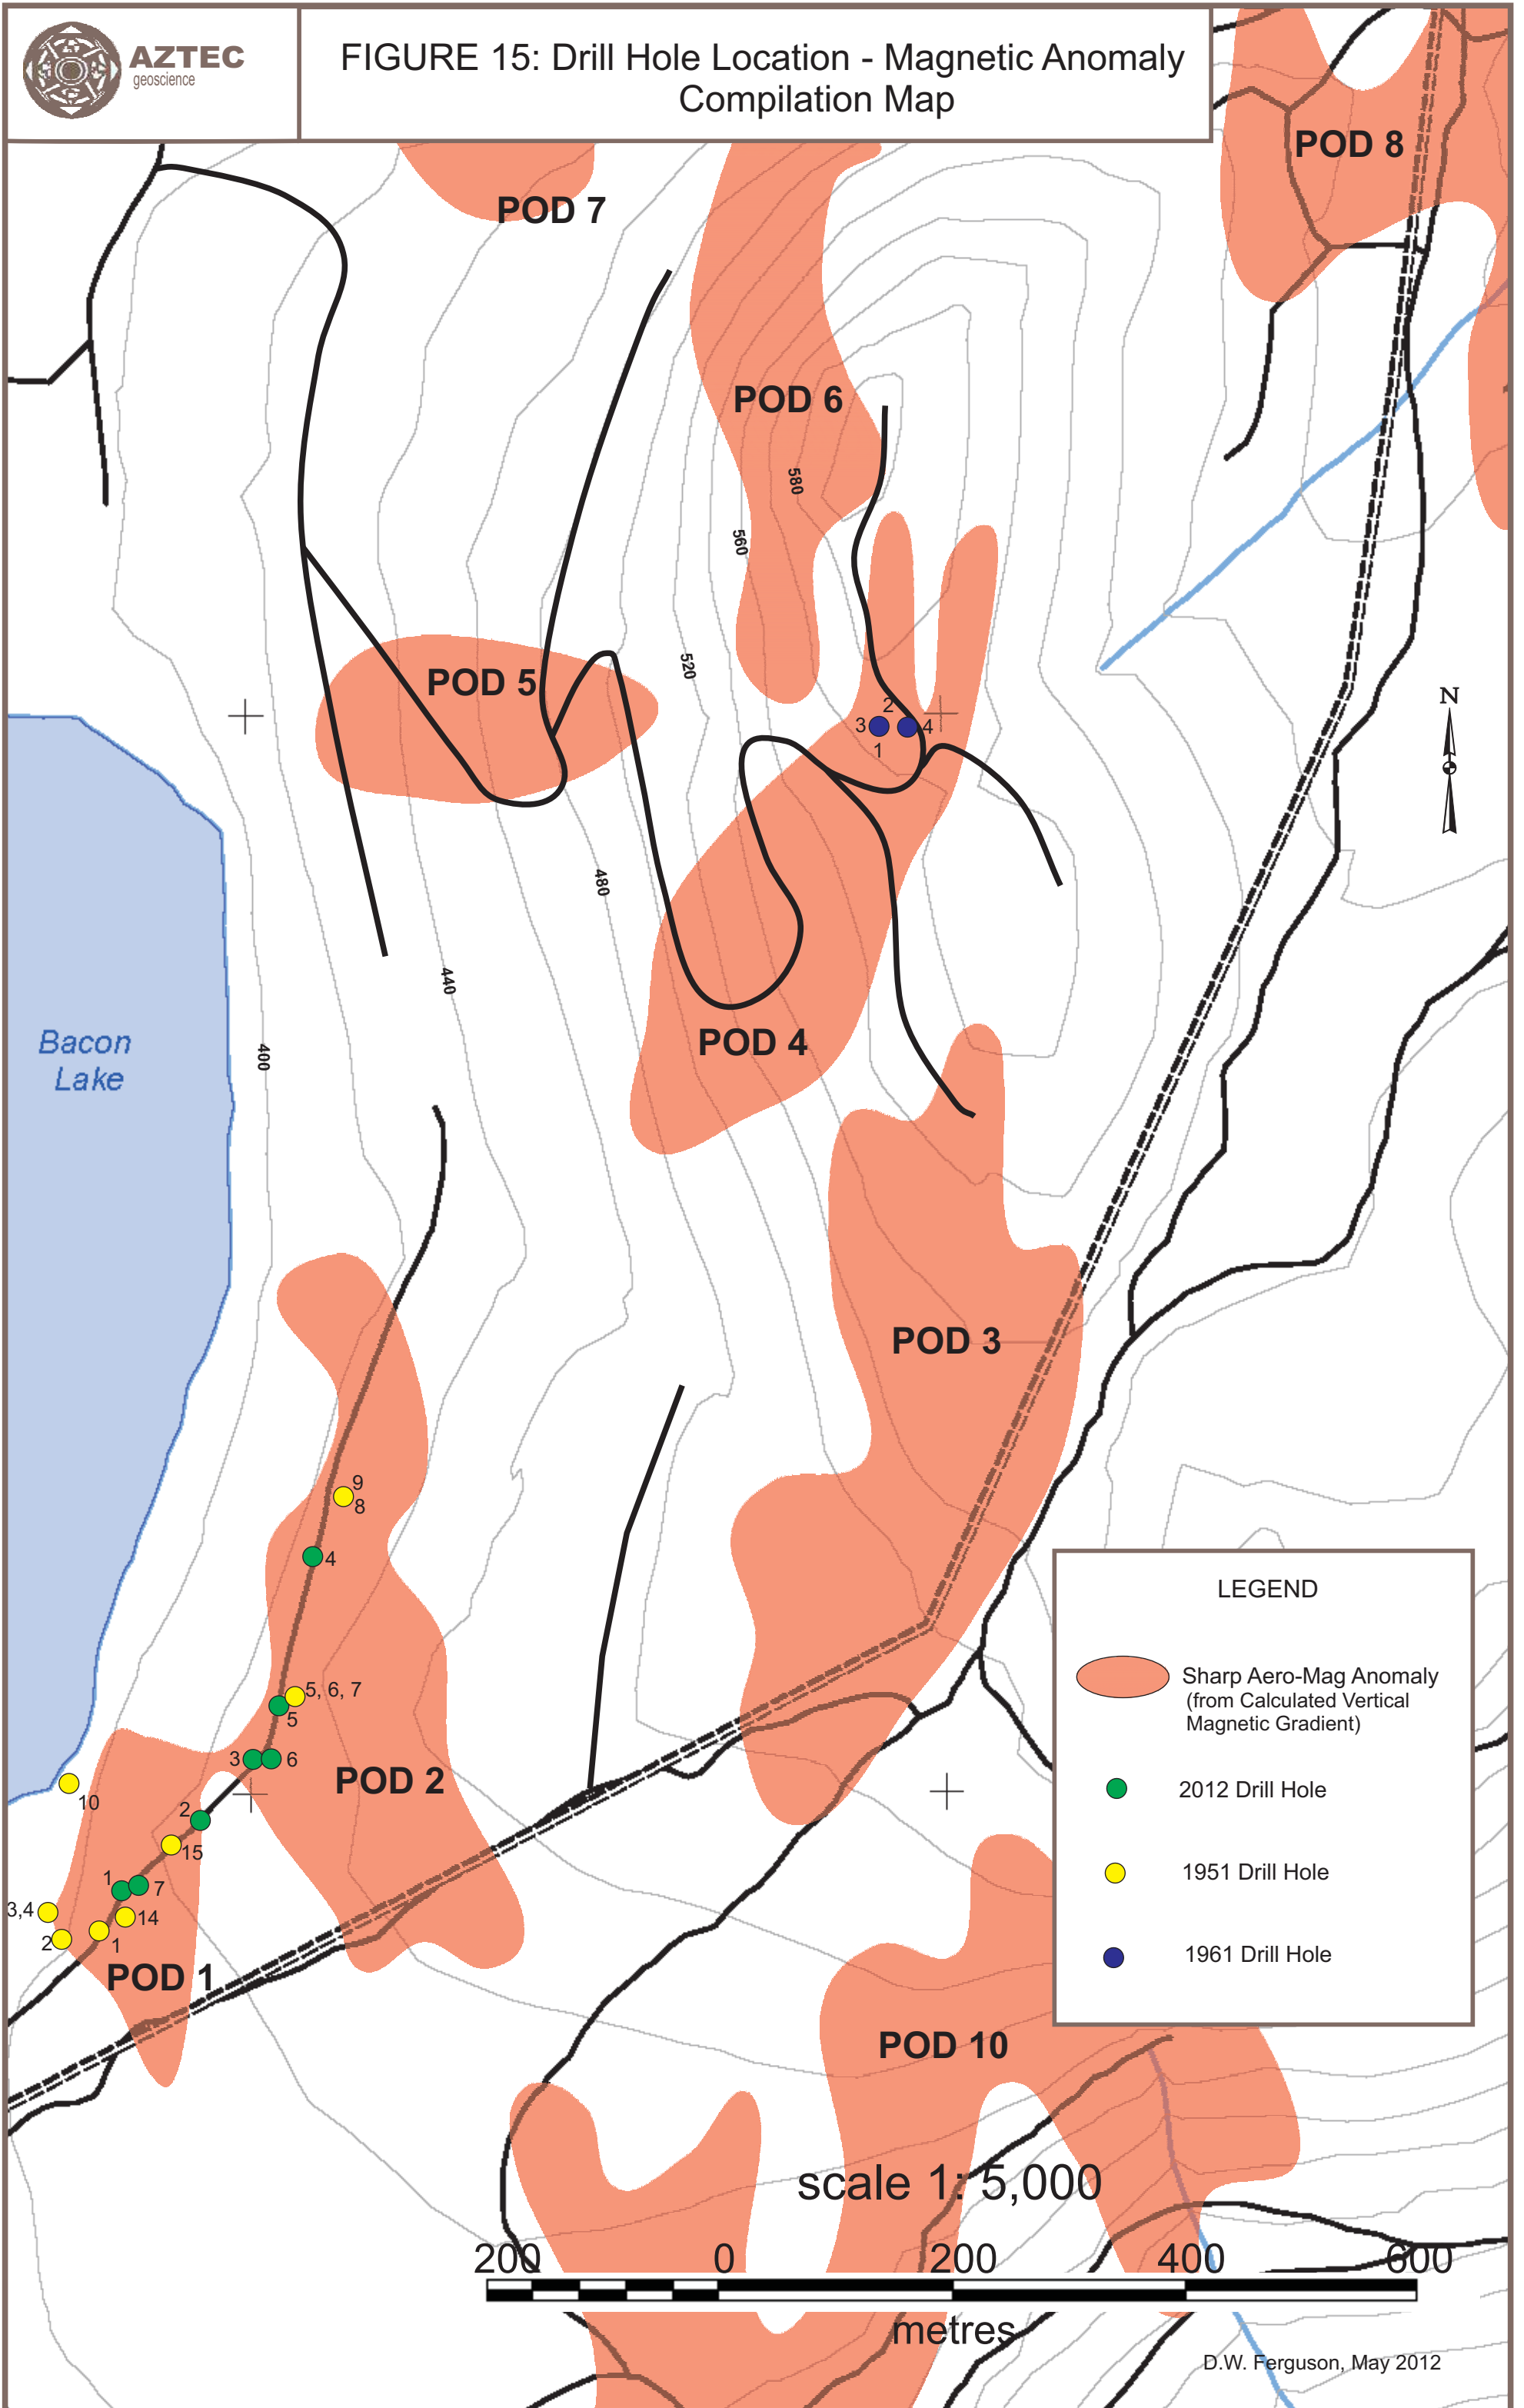 AZTEC
geoscience
FIGURE 15: Drill Hole Location - Magnetic Anomaly
Compilation Map
POD 8
POD 7
POD 6
580
560
POD 5
520
N
2
3
4
1
480
440
POD 4
Bacon
Lake
400
POD 3
9
8
4
5, 6, 7
5
3
6
POD 2
10
2
15
1
7
3,4
14
2
1
POD 1
LEGEND
Sharp Aero-Mag Anomaly
(from Calculated Vertical
Magnetic Gradient)
2012 Drill Hole
1951 Drill Hole
1961 Drill Hole
POD 10
scale 1: 5,000
200 0 200 400 600
metres
D.W. Ferguson, May 2012